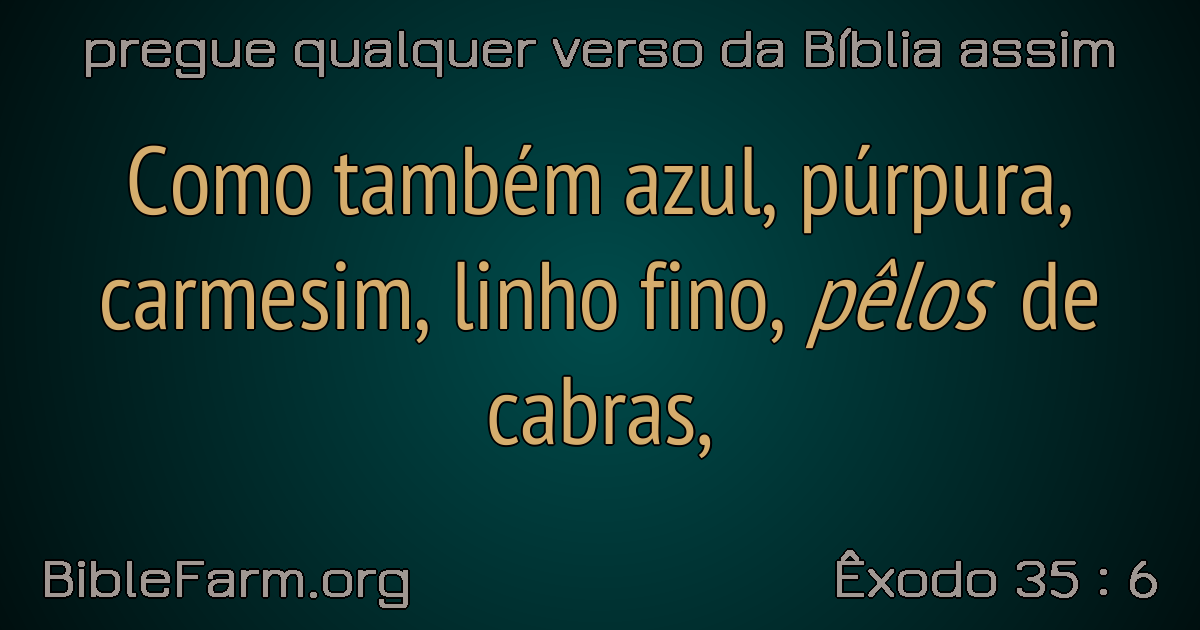 pregue qualquer verso da Bíblia assim
Como também azul, púrpura,
carmesim, linho fino, pêlos de
cabras,
BibleFarm.org
Êxodo 35 : 6